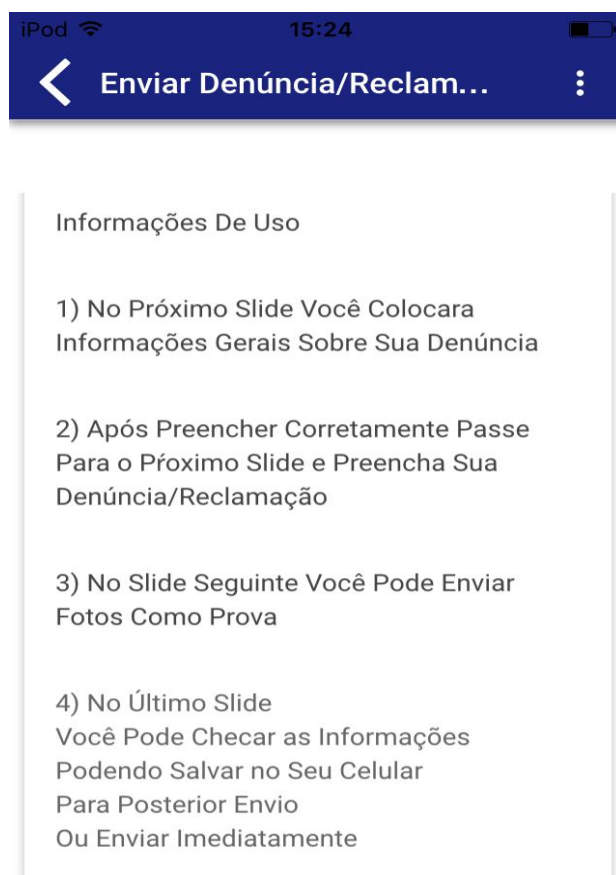 iPod 15:24
Enviar Denúncia/Reclam...
Informações De Uso
1) No Próximo Slide Você Colocara
Informações Gerais Sobre Sua Denúncia
2) Após Preencher Corretamente Passe
Para o Pŕoximo Slide e Preencha Sua
Denúncia/Reclamação
3) No Slide Seguinte Você Pode Enviar
Fotos Como Prova
4) No Último Slide
Você Pode Checar as Informações
Podendo Salvar no Seu Celular
Para Posterior Envio
Ou Enviar Imediatamente